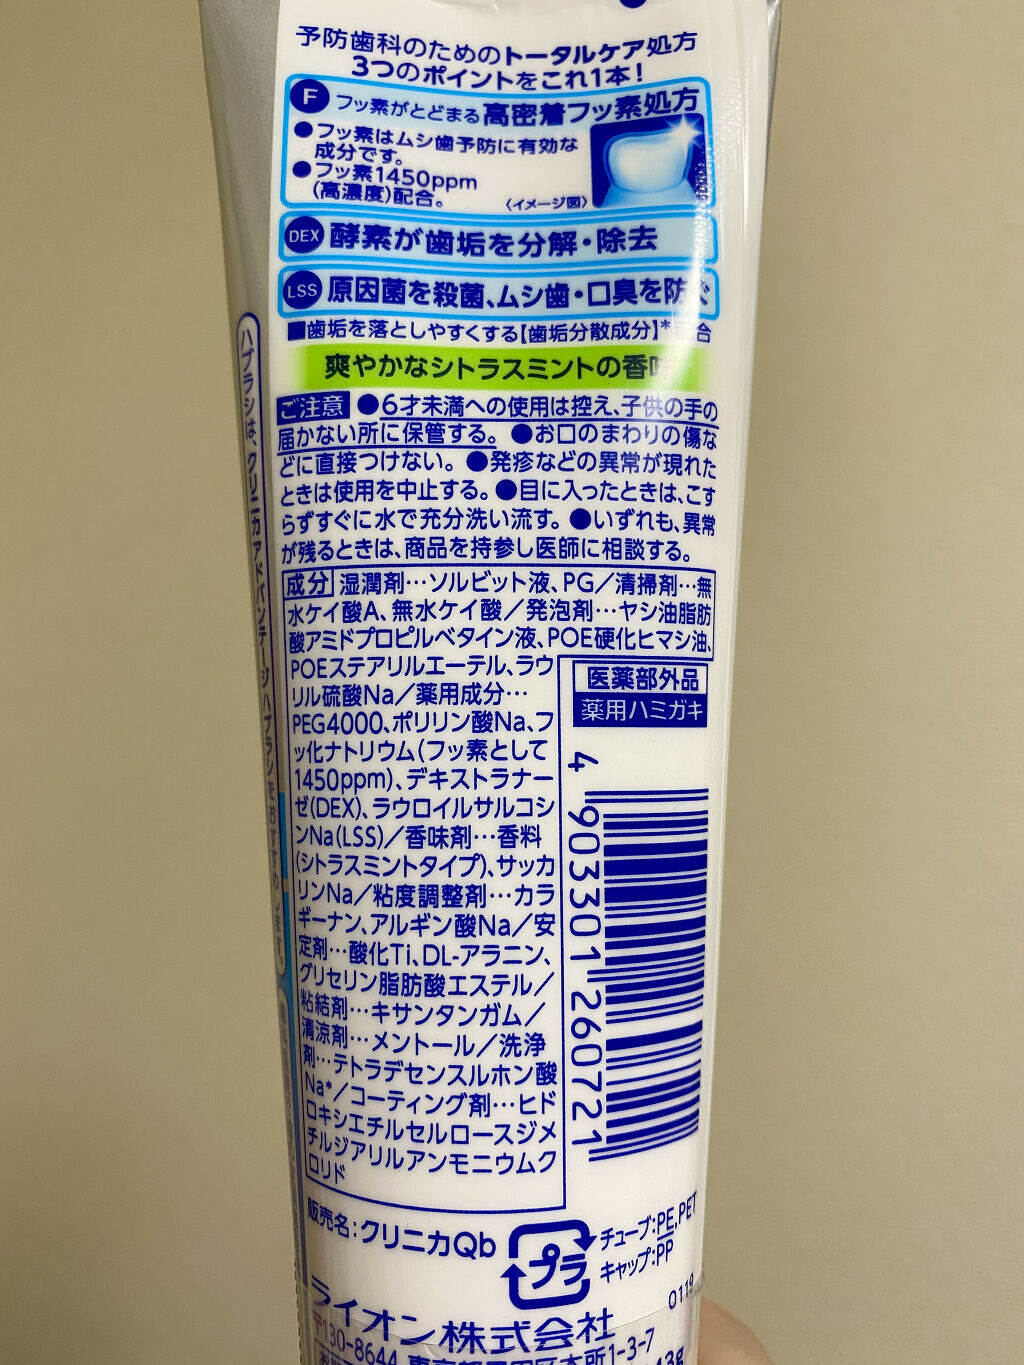 予防歯科のためのトータルケア処方
3つのポイントをこれ1本!
F フッ素がとどまる高密着フッ素処方
●フッ素はムシ歯予防に有効な
成分です。
●フッ素1450ppm
(高濃度)配合。
〈イメージ図〉
DEX 酵素が歯垢を分解・除去
LSS 原因菌を殺菌、ムシ歯・口臭を防ぐ
■歯垢を落としやすくする【歯垢分散成分】*配合
爽やかなシトラスミントの香味
ご注意 ●6才未満への使用は控え、子供の手の
届かない所に保管する。●お口のまわりの傷な
どに直接つけない。●発疹などの異常が現れた
ときは使用を中止する。●目に入ったときは、こす
らずすぐに水で充分洗い流す。●いずれも、異常
が残るときは、商品を持参し医師に相談する。
成分 湿潤剤…ソルビット液、PG/清掃剤…無
水ケイ酸A、無水ケイ酸/発泡剤…ヤシ油脂肪
酸アミドプロピルベタイン液、POE硬化ヒマシ油、
POEステアリルエーテル、ラウ
リル硫酸Na/薬用成分…
PEG4000、ポリリン酸Na、フ
ッ化ナトリウム(フッ素として
1450ppm)、デキストラナー
ゼ(DEX)、ラウロイルサルコシ
ンNa(LSS)/香味剤…香料
(シトラスミントタイプ)、サッカ
リンNa/粘度調整剤…カラ
ギーナン、アルギン酸Na/安
定剤…酸化Ti、DL-アラニン、
グリセリン脂肪酸エステル/
粘結剤…キサンタンガム/
清涼剤…メントール/洗浄
剤…テトラデセンスルホン酸
Na*/コーティング剤…ヒド
ロキシエチルセルロースジメ
チルジアリルアンモニウムク
ロリド
医薬部外品
薬用ハミガキ
4 903301 260721
販売名:クリニカQb
プラ
チューブ:PE,PET
キャップ:PP
0119
ライオン株式会社
〒130-8644 東京都墨田区本所1-3-7
ハブラシは、クリニカアドバンテージハブラシをおすすめします。